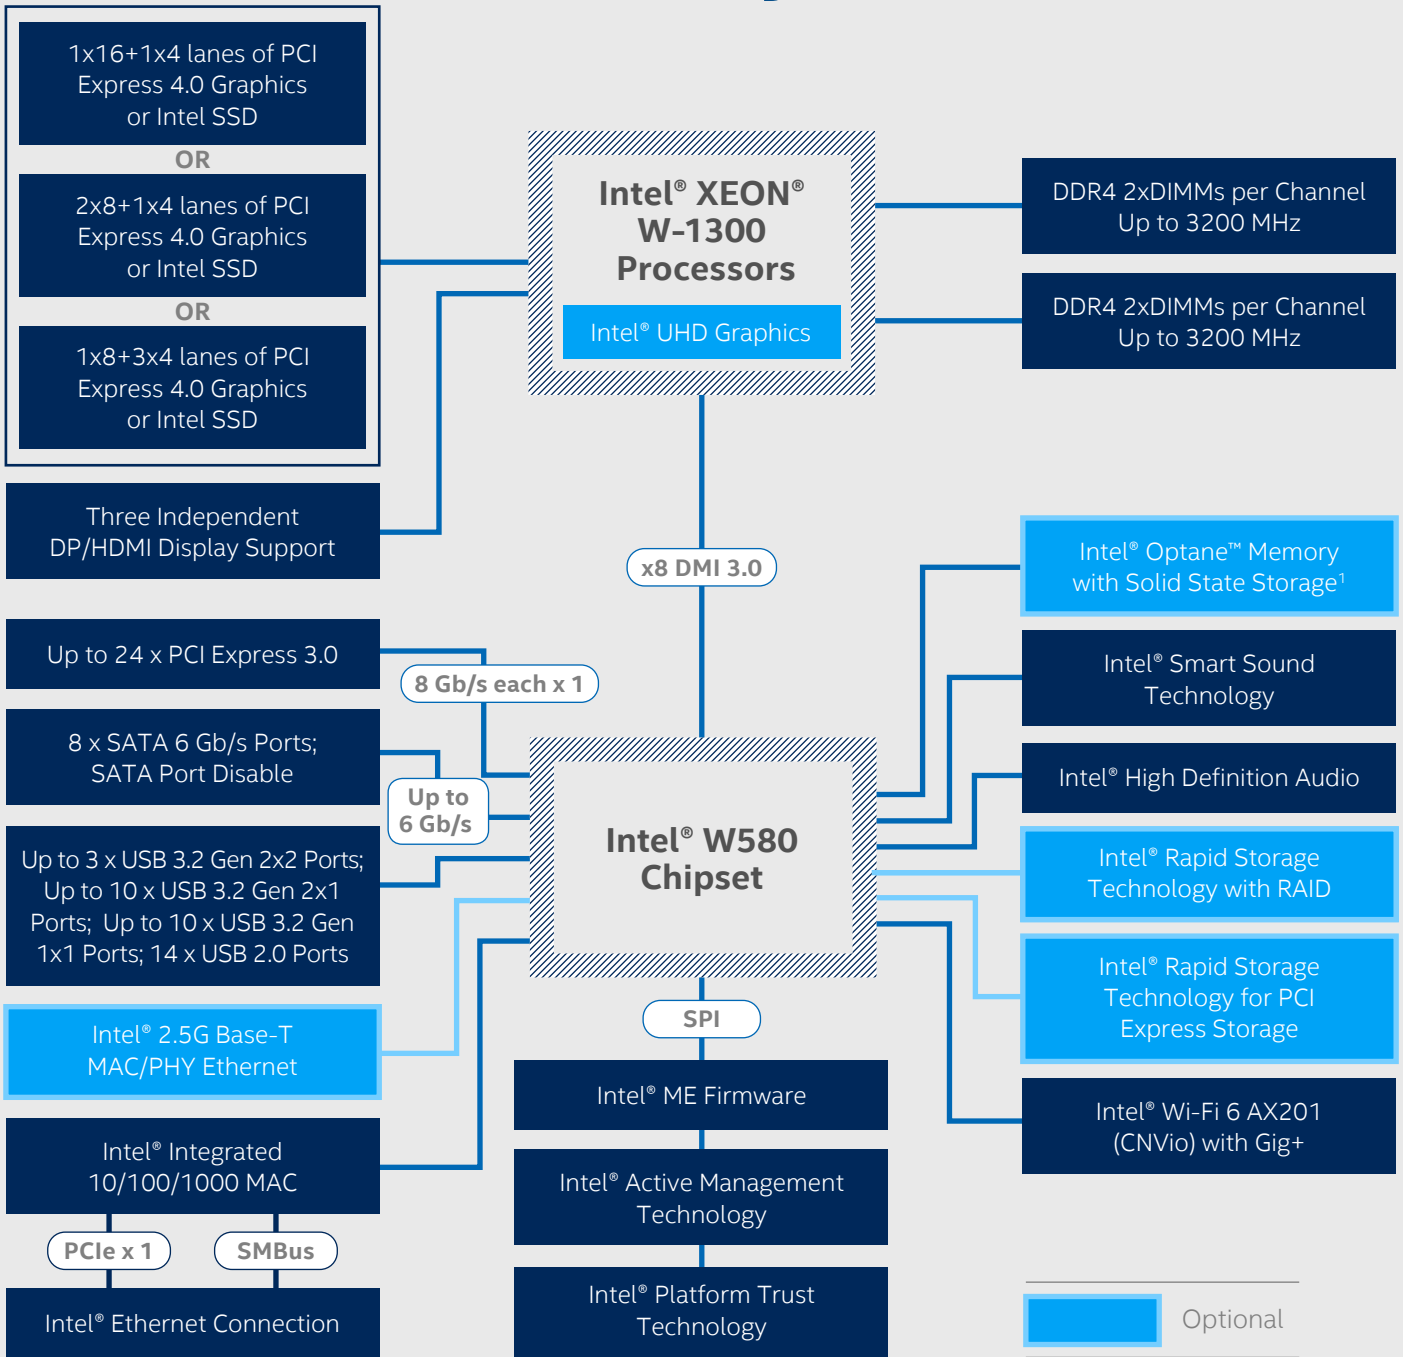 1x16+1x4 lanes of PCI
Express 4.0 Graphics
or Intel SSD
OR
2x8+1x4 lanes of PCI
Express 4.0 Graphics
or Intel SSD
OR
1x8+3x4 lanes of PCI
Express 4.0 Graphics
or Intel SSD
Three Independent
DP/HDMI Display Support
Intel® XEON®
W-1300
Processors
Intel® UHD Graphics
DDR4 2xDIMMs per Channel
Up to 3200 MHz
DDR4 2xDIMMs per Channel
Up to 3200 MHz
x8 DMI 3.0
Up to 24 x PCI Express 3.0
8 Gb/s each x 1
8 x SATA 6 Gb/s Ports;
SATA Port Disable
Up to
6 Gb/s
Up to 3 x USB 3.2 Gen 2x2 Ports;
Up to 10 x USB 3.2 Gen 2x1
Ports; Up to 10 x USB 3.2 Gen
1x1 Ports; 14 x USB 2.0 Ports
Intel® 2.5G Base-T
MAC/PHY Ethernet
Intel® Integrated
10/100/1000 MAC
PCIe x 1
SMBus
Intel® Ethernet Connection
Intel® W580
Chipset
SPI
Intel® ME Firmware
Intel® Active Management
Technology
Intel® Platform Trust
Technology
Intel® Optane™ Memory
with Solid State Storage¹
Intel® Smart Sound
Technology
Intel® High Definition Audio
Intel® Rapid Storage
Technology with RAID
Intel® Rapid Storage
Technology for PCI
Express Storage
Intel® Wi-Fi 6 AX201
(CNVio) with Gig+
Optional